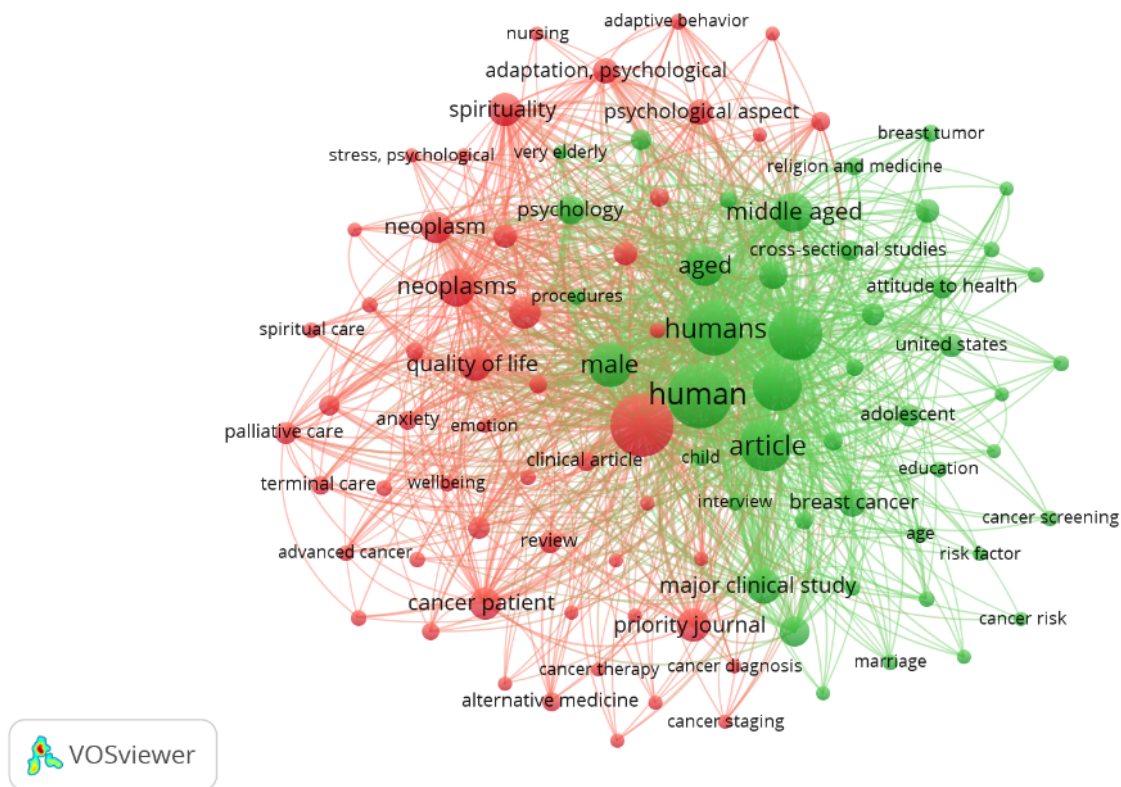 adaptive behavior
nursing
adaptation, psychological
spirituality
psychological aspect
breast tumor
very elderly
stress, psychological
religion and medicine
psychology
middle aged
neoplasm
cross-sectional studies
aged
neoplasms
attitude to health
procedures
spiritual care
humans
united states
quality of life
male
human
anxiety
adolescent
emotion
palliative care
article
child
clinical article
education
terminal care
wellbeing
interview
breast cancer
cancer screening
age
review
advanced cancer
risk factor
major clinical study
cancer patient
cancer risk
priority journal
marriage
cancer therapy
cancer diagnosis
alternative medicine
cancer staging
VOSviewer